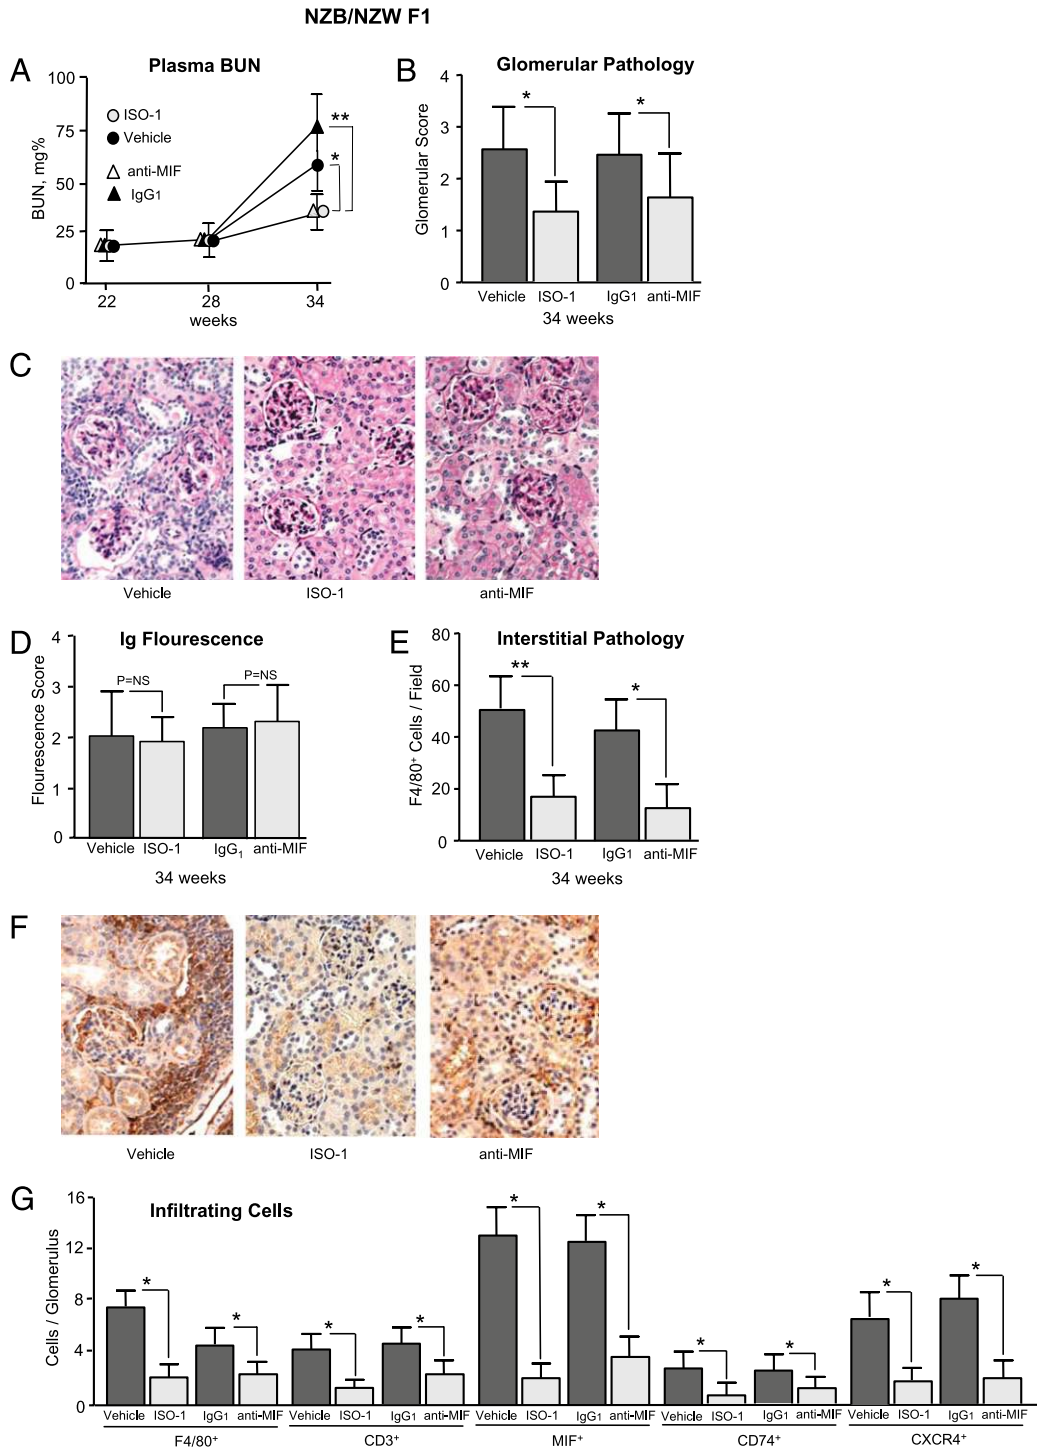 NZB/NZW F1
A
Plasma BUN
100
75
50
25
0
BUN, mg%
ISO-1
Vehicle
anti-MIF
IgG1
**
*
22
28
34
weeks
B
Glomerular Pathology
4
3
2
1
0
Glomerular Score
*
*
Vehicle ISO-1 IgG1 anti-MIF
34 weeks
C
Vehicle
ISO-1
anti-MIF
D
Ig Flourescence
4
3
2
1
0
Flourescence Score
P=NS
P=NS
Vehicle ISO-1 IgG1 anti-MIF
34 weeks
E
Interstitial Pathology
80
60
40
20
0
F4/80+ Cells / Field
**
*
Vehicle ISO-1 IgG1 anti-MIF
34 weeks
F
Vehicle
ISO-1
anti-MIF
G
Infiltrating Cells
16
12
8
4
0
Cells / Glomerulus
* * * * * * * * * *
Vehicle ISO-1 IgG1 anti-MIF Vehicle ISO-1 IgG1 anti-MIF Vehicle ISO-1 IgG1 anti-MIF Vehicle ISO-1 IgG1 anti-MIF Vehicle ISO-1 IgG1 anti-MIF
F4/80+ CD3+ MIF+ CD74+ CXCR4+